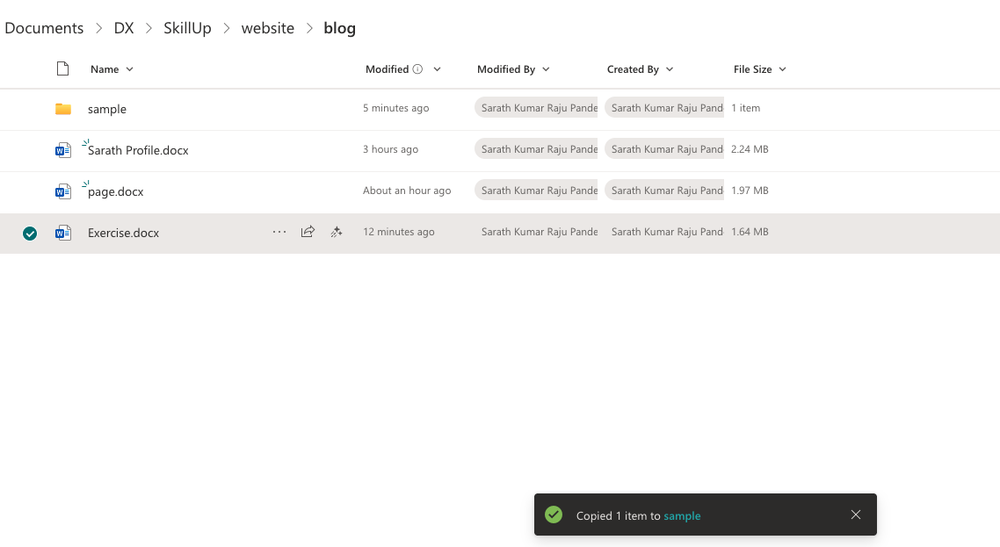 Documents > DX > SkillUp > website > blog
Name Modified Modified By Created By File Size
sample 5 minutes ago Sarath Kumar Raju Pande Sarath Kumar Raju Pand 1 item
Sarath Profile.docx 3 hours ago Sarath Kumar Raju Pande Sarath Kumar Raju Pand 2.24 MB
page.docx About an hour ago Sarath Kumar Raju Pande Sarath Kumar Raju Pand 1.97 MB
Exercise.docx 12 minutes ago Sarath Kumar Raju Pande Sarath Kumar Raju Pand 1.64 MB
Copied 1 item to sample